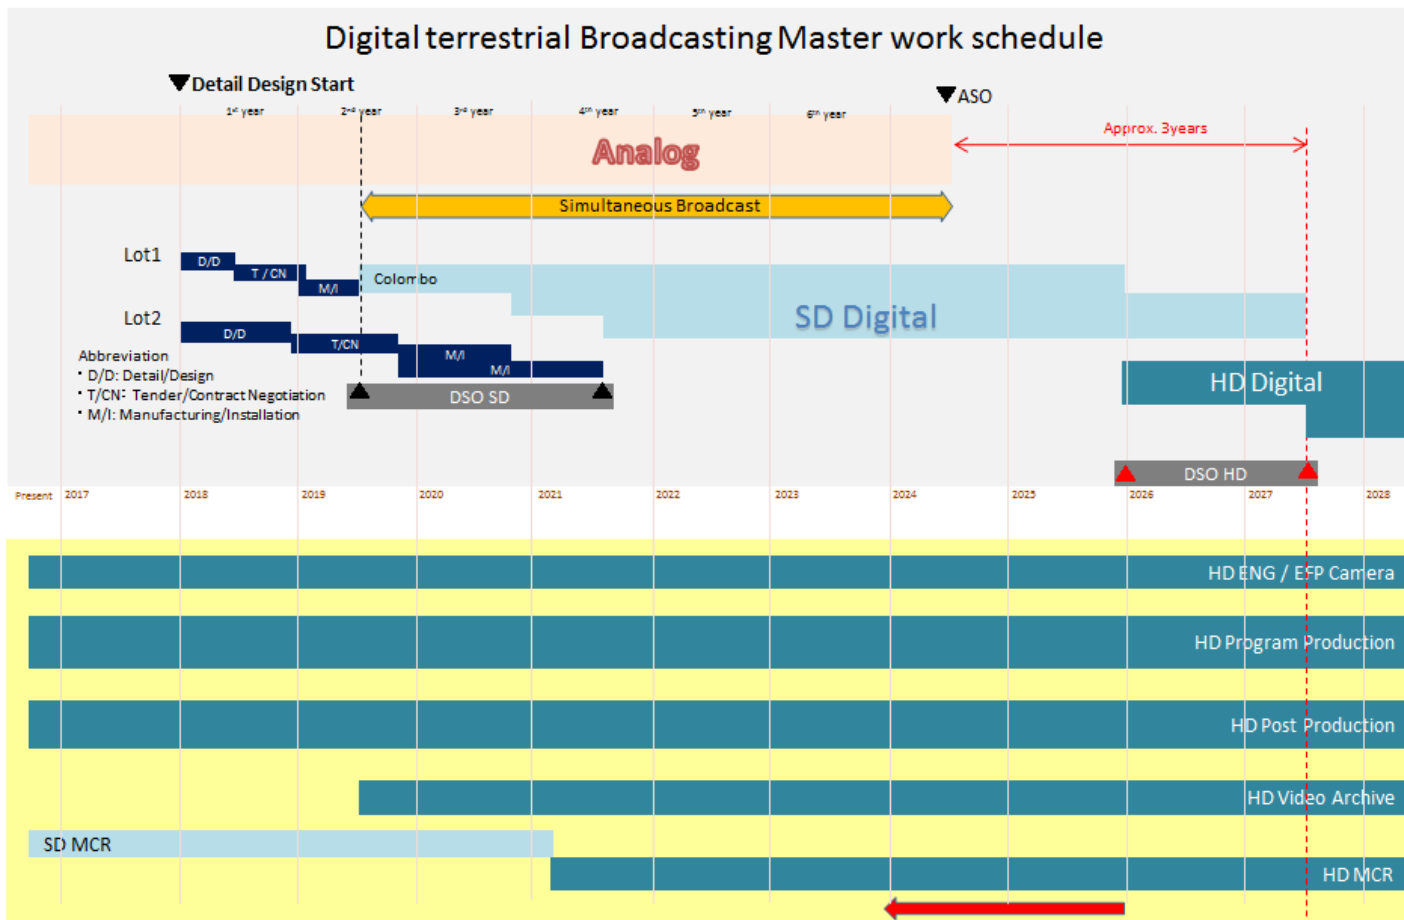 Digital terrestrial Broadcasting Master work schedule
▼Detail Design Start
▼ASO
1st year
2nd year
3rd year
4th year
5th year
6th year
Approx. 3years
Analog
Simultaneous Broadcast
Lot1
D/D
T / CN
M/I
Colombo
SD Digital
Lot2
D/D
T/CN
M/I
M/I
Abbreviation
・D/D: Detail/Design
・T/CN: Tender/Contract Negotiation
・M/I: Manufacturing/Installation
DSO SD
HD Digital
DSO HD
Present 2017 2018 2019 2020 2021 2022 2023 2024 2025 2026 2027 2028
HD ENG / EFP Camera
HD Program Production
HD Post Production
HD Video Archive
SD MCR
HD MCR